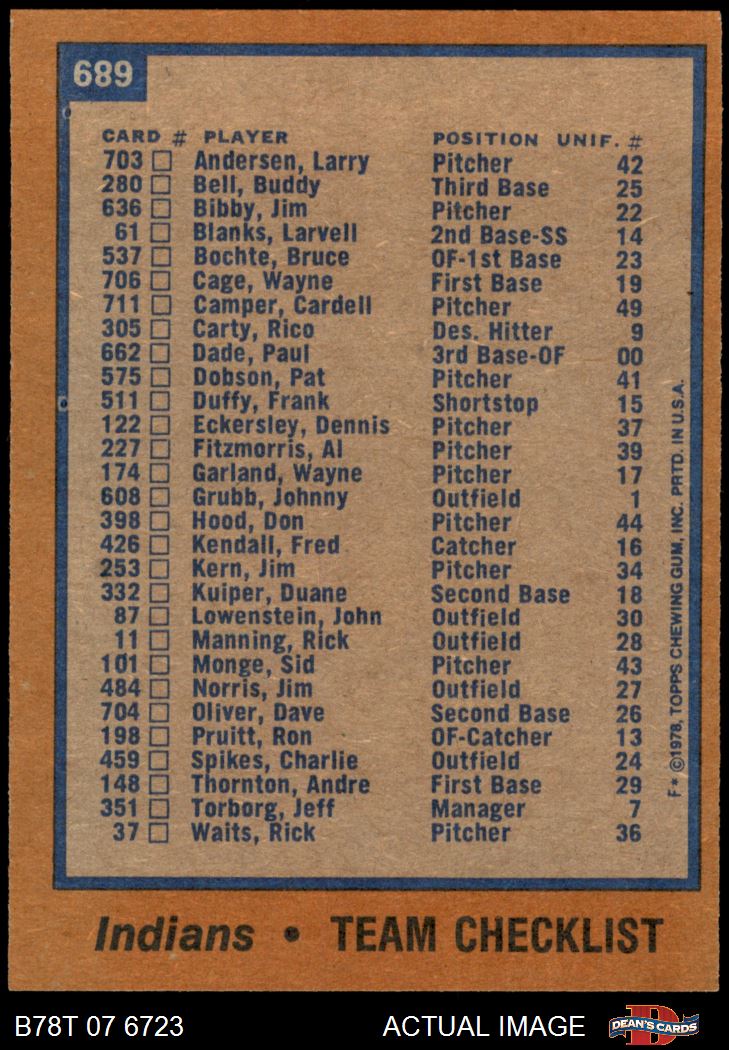 689
CARD # PLAYER POSITION UNIF. #
703 Andersen, Larry Pitcher 42
280 Bell, Buddy Third Base 25
636 Bibby, Jim Pitcher 22
61 Blanks, Larvell 2nd Base-SS 14
537 Bochte, Bruce OF-1st Base 23
706 Cage, Wayne First Base 19
711 Camper, Cardell Pitcher 49
305 Carty, Rico Des. Hitter 9
662 Dade, Paul 3rd Base-OF 00
575 Dobson, Pat Pitcher 41
511 Duffy, Frank Shortstop 15
122 Eckersley, Dennis Pitcher 37
227 Fitzmorris, Al Pitcher 39
174 Garland, Wayne Pitcher 17
608 Grubb, Johnny Outfield 1
398 Hood, Don Pitcher 44
426 Kendall, Fred Catcher 16
253 Kern, Jim Pitcher 34
332 Kuiper, Duane Second Base 18
87 Lowenstein, John Outfield 30
11 Manning, Rick Outfield 28
101 Monge, Sid Pitcher 43
484 Norris, Jim Outfield 27
704 Oliver, Dave Second Base 26
198 Pruitt, Ron OF-Catcher 13
459 Spikes, Charlie Outfield 24
148 Thornton, Andre First Base 29
351 Torborg, Jeff Manager 7
37 Waits, Rick Pitcher 36
F* ©1978, TOPPS CHEWING GUM, INC. PRTD. IN U.S.A.
Indians • TEAM CHECKLIST
B78T 07 6723 ACTUAL IMAGE
D
DEAN'S CARDS